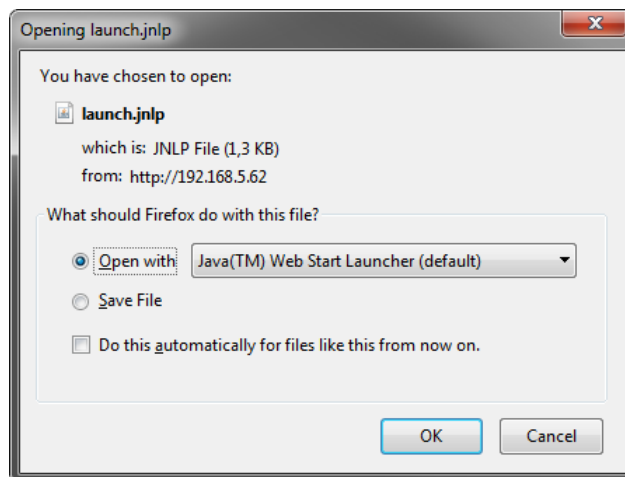 Opening launch.jnlp
You have chosen to open:
launch.jnlp
which is: JNLP File (1,3 KB)
from: http://192.168.5.62
What should Firefox do with this file?
Open with Java(TM) Web Start Launcher (default)
Save File
Do this automatically for files like this from now on.
OK Cancel